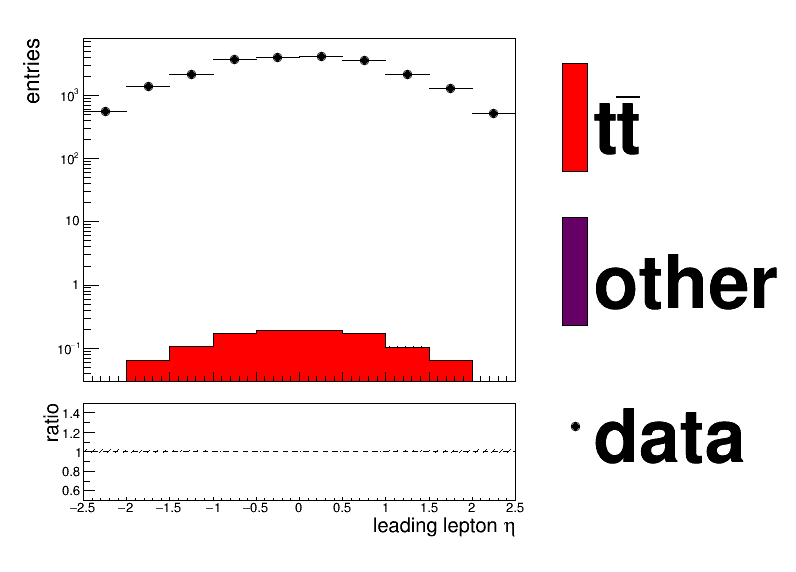 entries
10³
10²
10
1
10⁻¹
ratio
1.4
1.2
1
0.8
0.6
−2.5 −2 −1.5 −1 −0.5 0 0.5 1 1.5 2 2.5
leading lepton η
tt̅
other
data